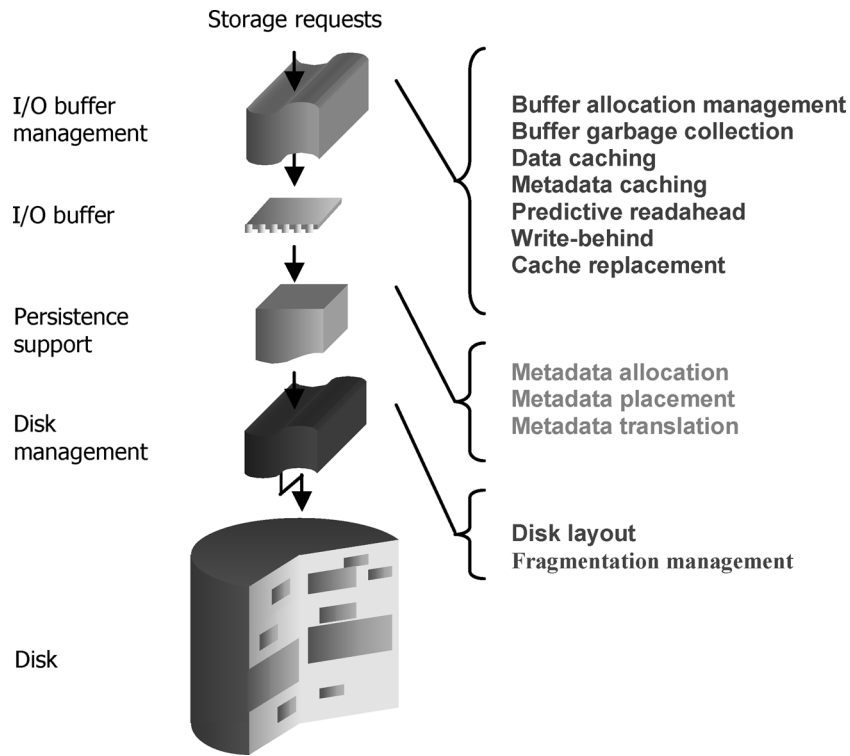 Storage requests
I/O buffer
management
I/O buffer
Persistence
support
Disk
management
Disk
Buffer allocation management
Buffer garbage collection
Data caching
Metadata caching
Predictive readahead
Write-behind
Cache replacement
Metadata allocation
Metadata placement
Metadata translation
Disk layout
Fragmentation management